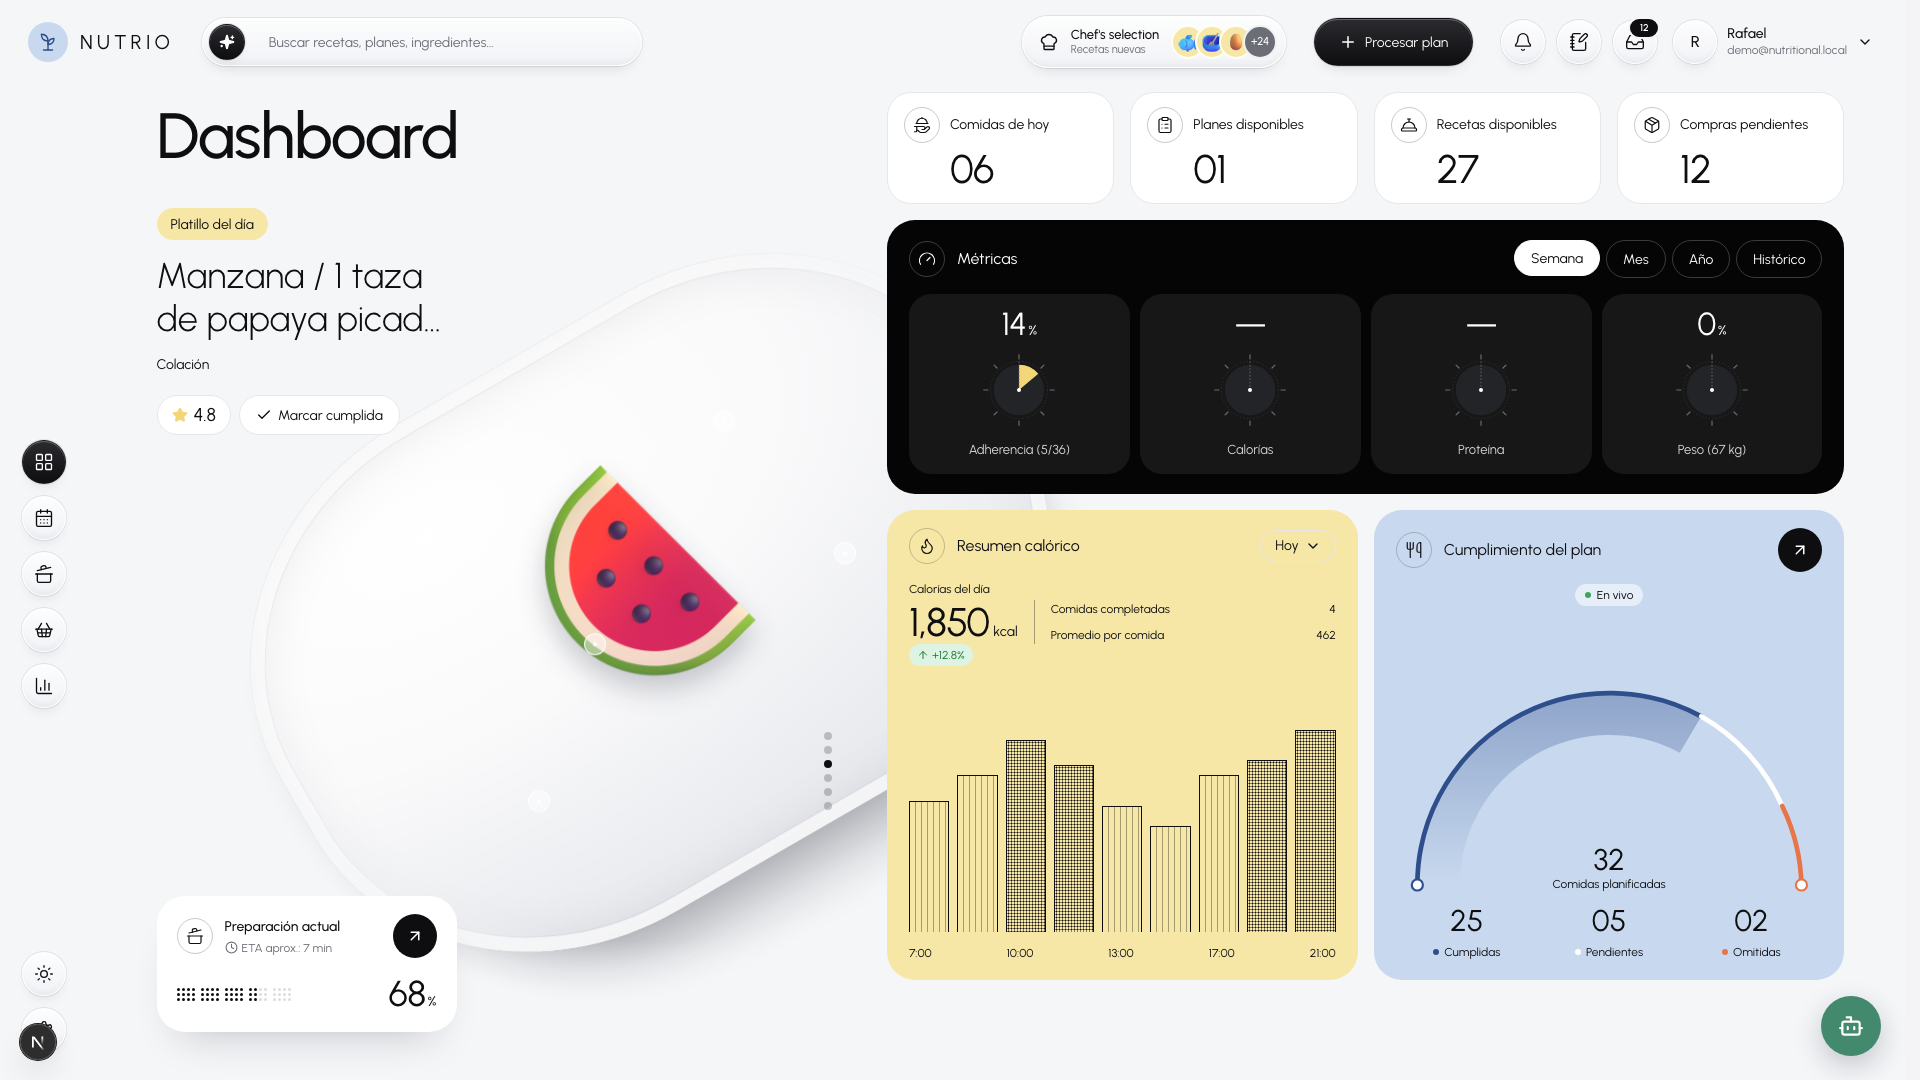 NUTRIO
Buscar recetas, planes, ingredientes...
Chef's selection
Recetas nuevas
+24
Procesar plan
12
R
Rafael
demo@nutritional.local
Dashboard
Platillo del día
Manzana / 1 taza
de papaya picad...
Colación
4.8
Marcar cumplida
Comidas de hoy
06
Planes disponibles
01
Recetas disponibles
27
Compras pendientes
12
Métricas
Semana
Mes
Año
Histórico
14%
Adherencia (5/36)
—
Calorías
—
Proteína
0%
Peso (67 kg)
Resumen calórico
Hoy
Calorías del día
1,850 kcal
+12.8%
Comidas completadas 4
Promedio por comida 462
7:00 10:00 13:00 17:00 21:00
Cumplimiento del plan
En vivo
32
Comidas planificadas
25
Cumplidas
05
Pendientes
02
Omitidas
Preparación actual
ETA aprox.: 7 min
68%
N